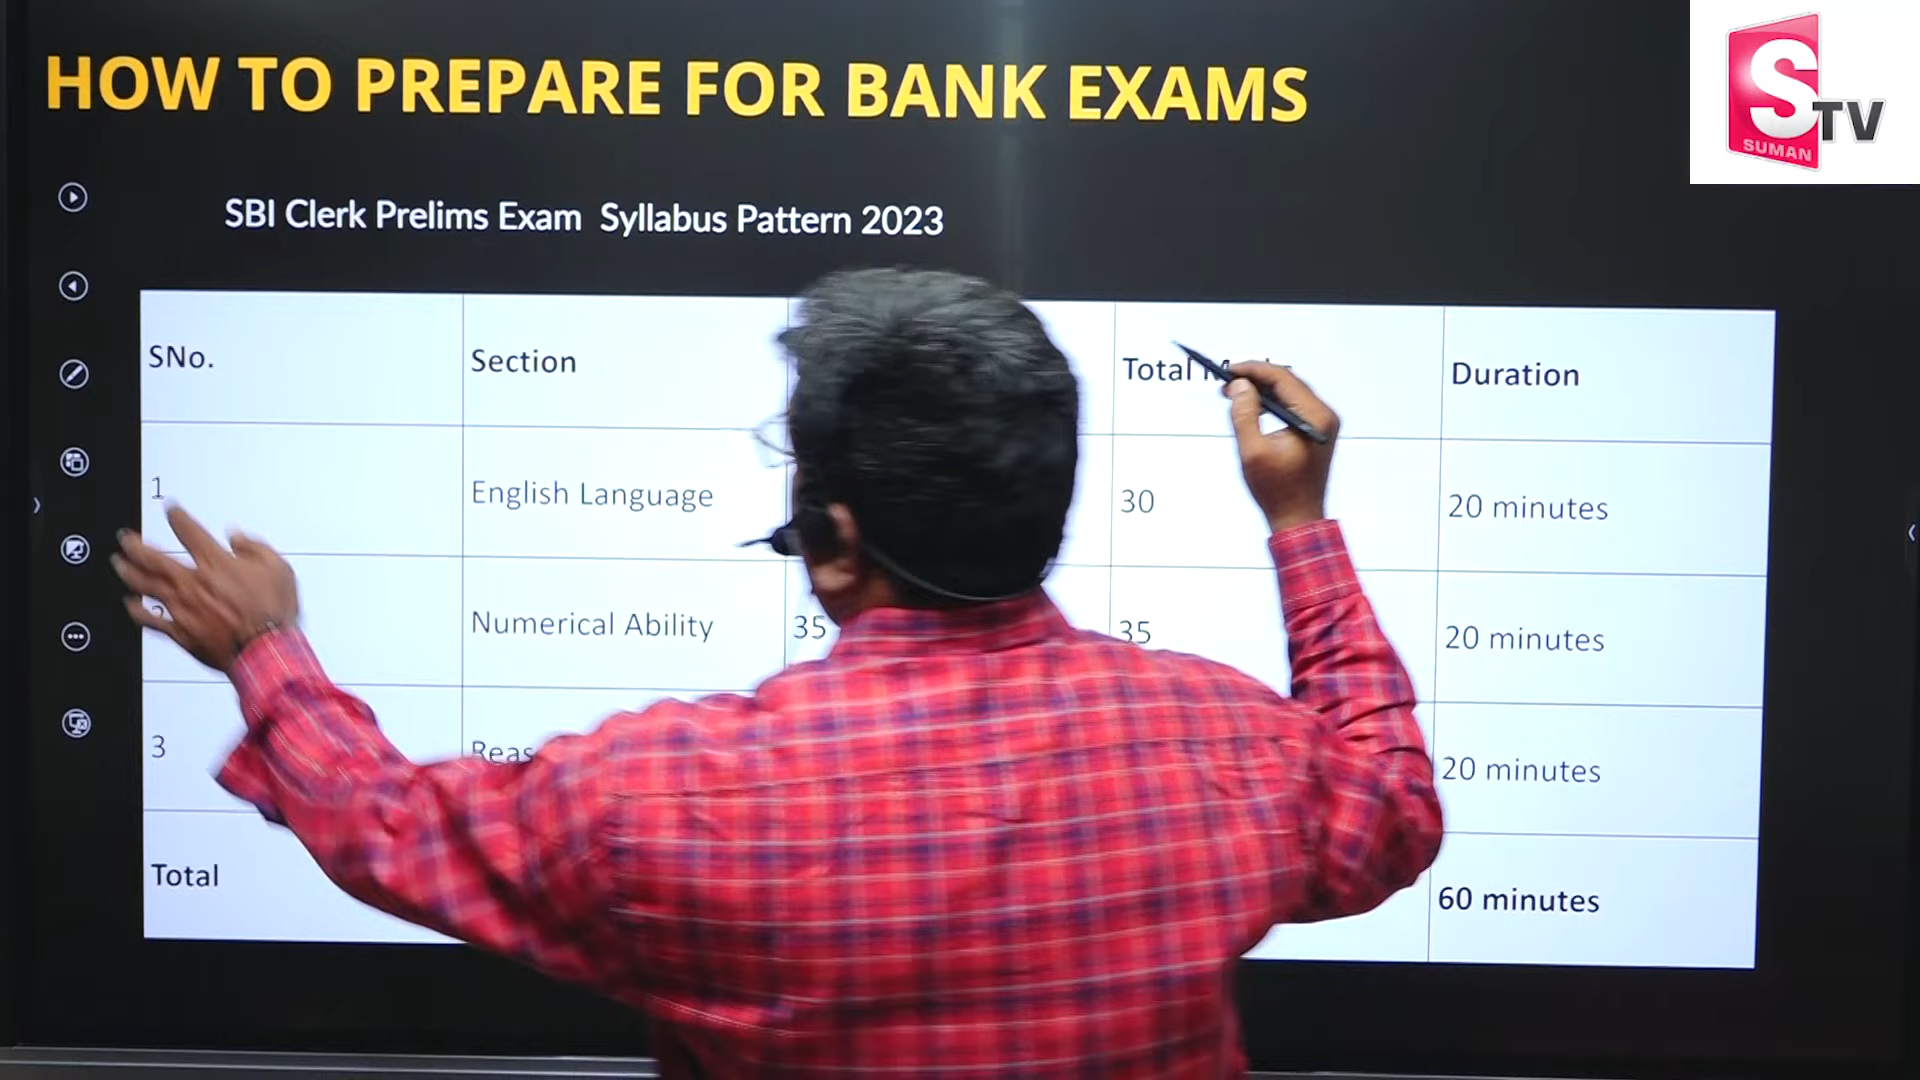 HOW TO PREPARE FOR BANK EXAMS
S
TV
SUMAN
SBI Clerk Prelims Exam Syllabus Pattern 2023
SNo. Section Total Duration
1 English Language 30 20 minutes
2 Numerical Ability 35 35 20 minutes
3 20 minutes
Total 60 minutes